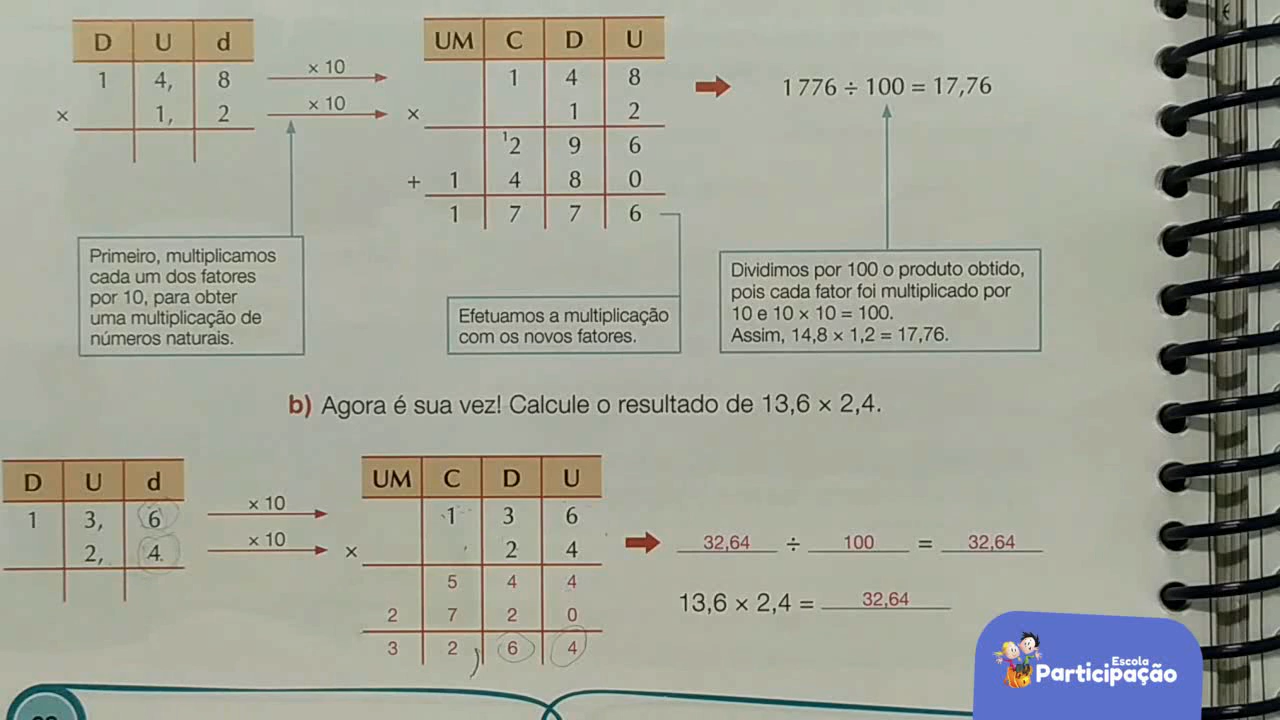 D U d
1 4, 8
× 1, 2
× 10
× 10
UM C D U
1 4 8
× 1 2
¹2 9 6
+ 1 4 8 0
1 7 7 6
1 776 ÷ 100 = 17,76
Primeiro, multiplicamos
cada um dos fatores
por 10, para obter
uma multiplicação de
números naturais.
Efetuamos a multiplicação
com os novos fatores.
Dividimos por 100 o produto obtido,
pois cada fator foi multiplicado por
10 e 10 × 10 = 100.
Assim, 14,8 × 1,2 = 17,76.
b) Agora é sua vez! Calcule o resultado de 13,6 × 2,4.
D U d
1 3, 6
2, 4
× 10
× 10
UM C D U
1 3 6
× 2 4
5 4 4
2 7 2 0
3 2 , 6 4
32,64 ÷ 100 = 32,64
13,6 × 2,4 = 32,64
Escola
Participação